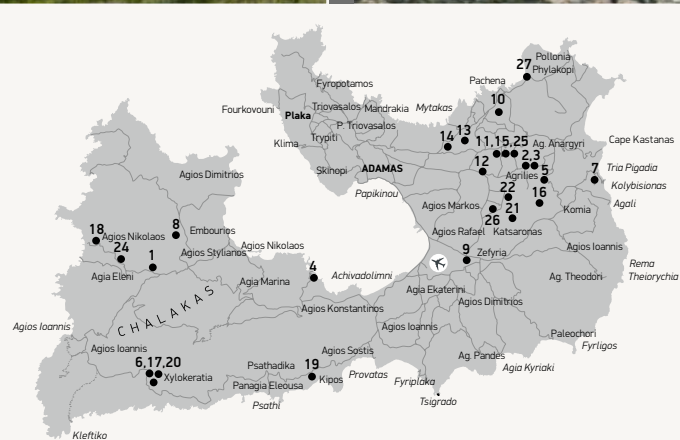 Pollonia
27
Phylakopi
Pachena
Fyropotamos
10
Fourkovouni
Triovasalos
Mandrakia
Mytakas
Plaka
P. Triovasalos
13
Trypiti
14
11,15,25
Ag. Anargyri
Cape Kastanas
Klima
2,3
12
Skinopi
ADAMAS
Agrilies
5
7
Tria Pigadia
Agios Dimitrios
Kolybisionas
Papikinou
22
16
Agali
Agios Markos
21
Komia
26
18
8
Embourios
Agios Rafael
Katsaronas
Agios Nikolaos
24
Agios Nikolaos
Agios Ioannis
1
Agios Stylianos
9
Zefyria
4
Rema
Theiorychia
Agia Eleni
Achivadolimni
Ag. Theodori
Agia Marina
Agia Ekaterini
CHALAKAS
Agios Dimitrios
Agios Konstantinos
Agios Ioannis
Agios Ioannis
Paleochori
Agios Ioannis
Agios Sostis
Fyrligos
6,17,20
Ag. Pandes
19
Psathadika
Agia Kyriaki
Xylokeratia
Kipos
Provatas
Fyriplaka
Panagia Eleousa
Psathi
Tsigrado
Kleftiko